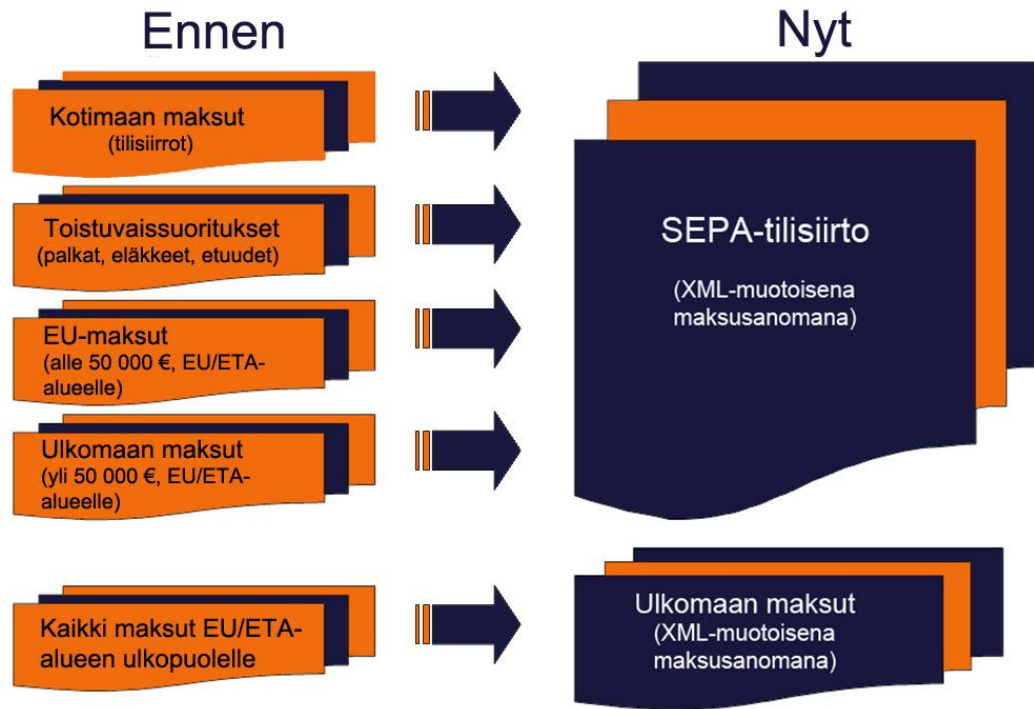 Ennen
Nyt
Kotimaan maksut
(tilisiirrot)
Toistuvaissuoritukset
(palkat, eläkkeet, etuudet)
EU-maksut
(alle 50 000 €, EU/ETA-
alueelle)
Ulkomaan maksut
(yli 50 000 €, EU/ETA-
alueelle)
Kaikki maksut EU/ETA-
alueen ulkopuolelle
SEPA-tilisiirto
(XML-muotoisena
maksusanomana)
Ulkomaan maksut
(XML-muotoisena
maksusanomana)